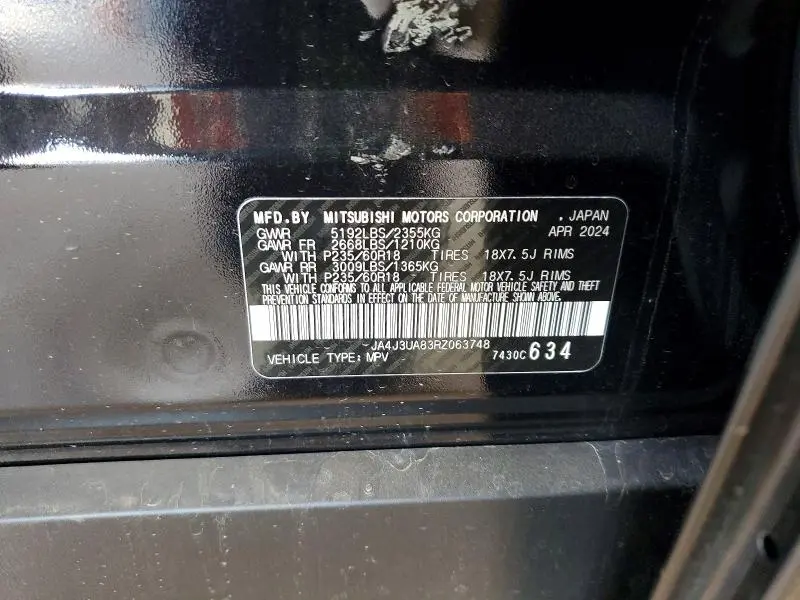 MFD.BY MITSUBISHI MOTORS CORPORATION . JAPAN
GVWR 5192LBS/2355KG APR 2024
GAWR FR 2668LBS/1210KG
WITH P235/60R18 TIRES 18X7.5J RIMS
GAWR RR 3009LBS/1365KG
WITH P235/60R18 TIRES 18X7.5J RIMS
THIS VEHICLE CONFORMS TO ALL APPLICABLE FEDERAL MOTOR VEHICLE SAFETY AND THEFT
PREVENTION STANDARDS IN EFFECT ON THE DATE OF MANUFACTURE SHOWN ABOVE.
JA4J3UA83RZ063748
VEHICLE TYPE: MPV 7430C634